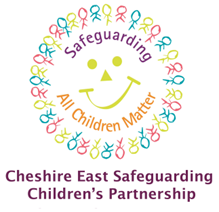 Safeguarding
All Children Matter
Cheshire East Safeguarding
Children's Partnership